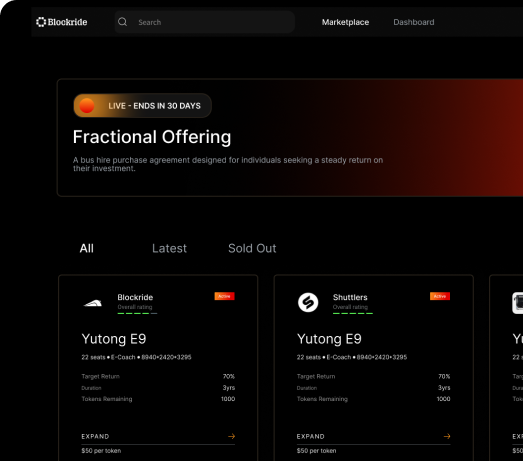 Blockride
Search
Marketplace
Dashboard
LIVE - ENDS IN 30 DAYS
Fractional Offering
A bus hire purchase agreement designed for individuals seeking a steady return on
their investment.
All
Latest
Sold Out
Blockride
Overall rating
Active
Yutong E9
22 seats • E-Coach • 8940*2420*3295
Target Return 70%
Duration 3yrs
Tokens Remaining 1000
EXPAND
$50 per token
Shuttlers
Overall rating
Active
Yutong E9
22 seats • E-Coach • 8940*2420*3295
Target Return 70%
Duration 3yrs
Tokens Remaining 1000
EXPAND
$50 per token